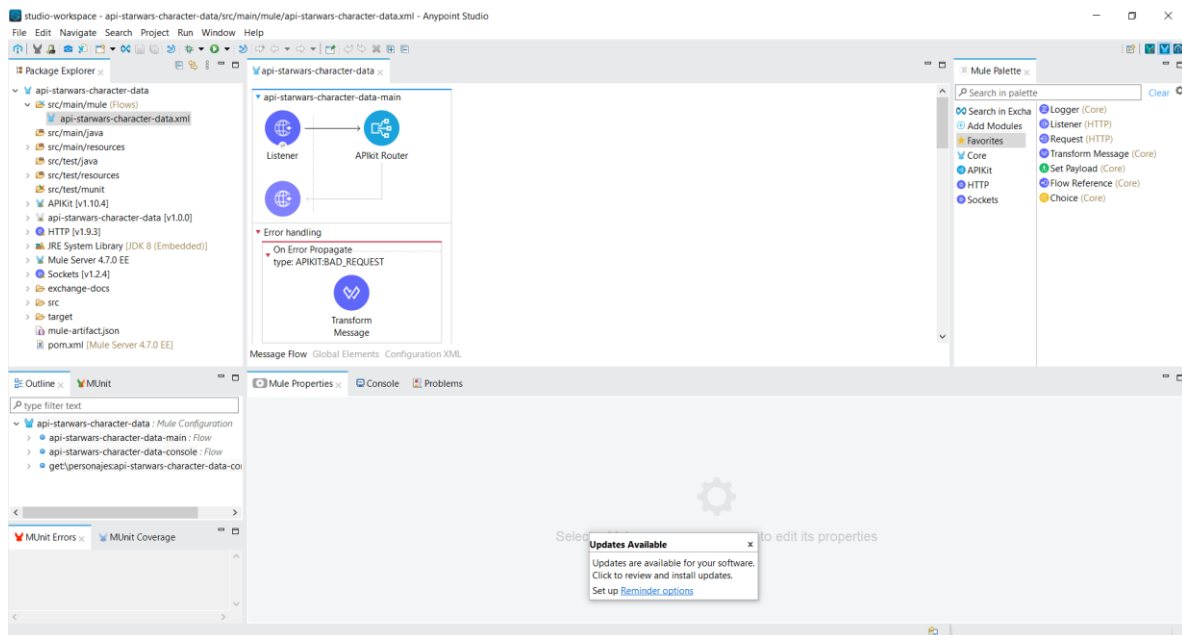 studio-workspace - api-starwars-character-data/src/main/mule/api-starwars-character-data.xml - Anypoint Studio
File Edit Navigate Search Project Run Window Help
Package Explorer
api-starwars-character-data
src/main/mule (Flows)
api-starwars-character-data.xml
src/main/java
src/main/resources
src/test/java
src/test/resources
src/test/munit
APIKit [v1.10.4]
api-starwars-character-data [v1.0.0]
HTTP [v1.9.3]
JRE System Library [JDK 8 (Embedded)]
Mule Server 4.7.0 EE
Sockets [v1.2.4]
exchange-docs
src
target
mule-artifact.json
pom.xml [Mule Server 4.7.0 EE]
api-starwars-character-data
api-starwars-character-data-main
Listener
APIkit Router
Error handling
On Error Propagate
type: APIKIT:BAD_REQUEST
Transform
Message
Message Flow Global Elements Configuration XML
Mule Palette
Search in palette
Clear
Search in Excha
Add Modules
Favorites
Core
APIKit
HTTP
Sockets
Logger (Core)
Listener (HTTP)
Request (HTTP)
Transform Message (Core)
Set Payload (Core)
Flow Reference (Core)
Choice (Core)
Outline
MUnit
type filter text
api-starwars-character-data : Mule Configuration
api-starwars-character-data-main : Flow
api-starwars-character-data-console : Flow
get:\personajes:api-starwars-character-data-co
MUnit Errors
MUnit Coverage
Mule Properties
Console
Problems
to edit its properties
Updates Available
Updates are available for your software.
Click to review and install updates.
Set up Reminder options